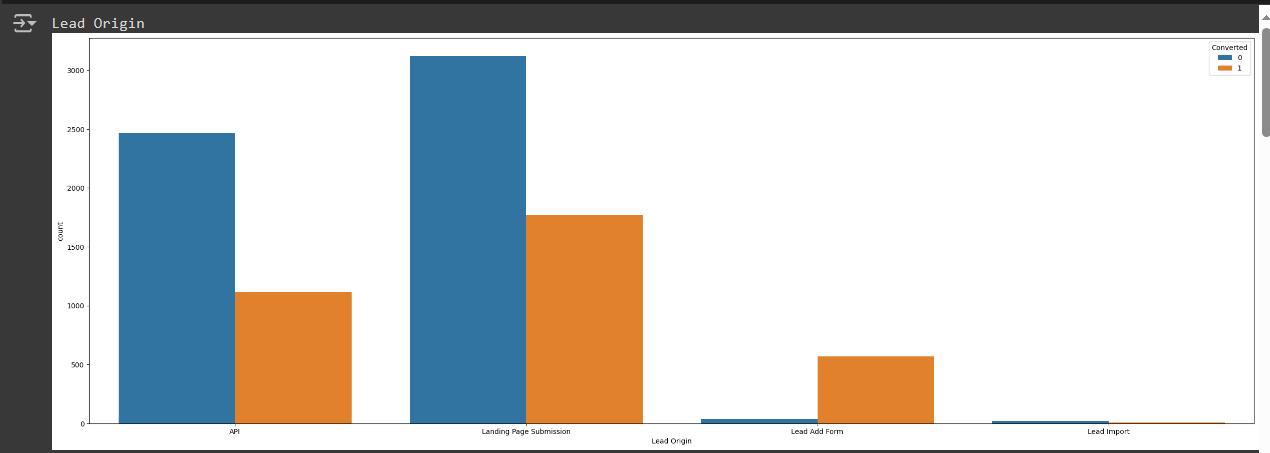 Lead Origin
Converted
0
1
3000
2500
2000
1500
1000
500
0
count
API Landing Page Submission Lead Add Form Lead Import
Lead Origin